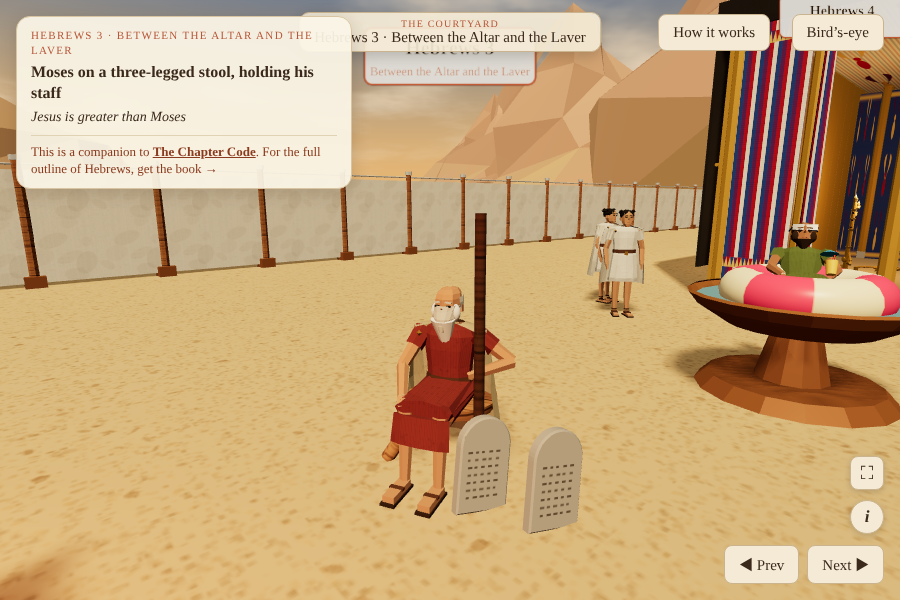 HEBREWS 3 · BETWEEN THE ALTAR AND THE
LAVER
Moses on a three-legged stool, holding his
staff
Jesus is greater than Moses
This is a companion to The Chapter Code. For the full
outline of Hebrews, get the book →
THE COURTYARD
Hebrews 3 · Between the Altar and the Laver
Hebrews 3
Between the Altar and the Laver
How it works
Hebrews 4
Bird's-eye
i
◀ Prev
Next ▶